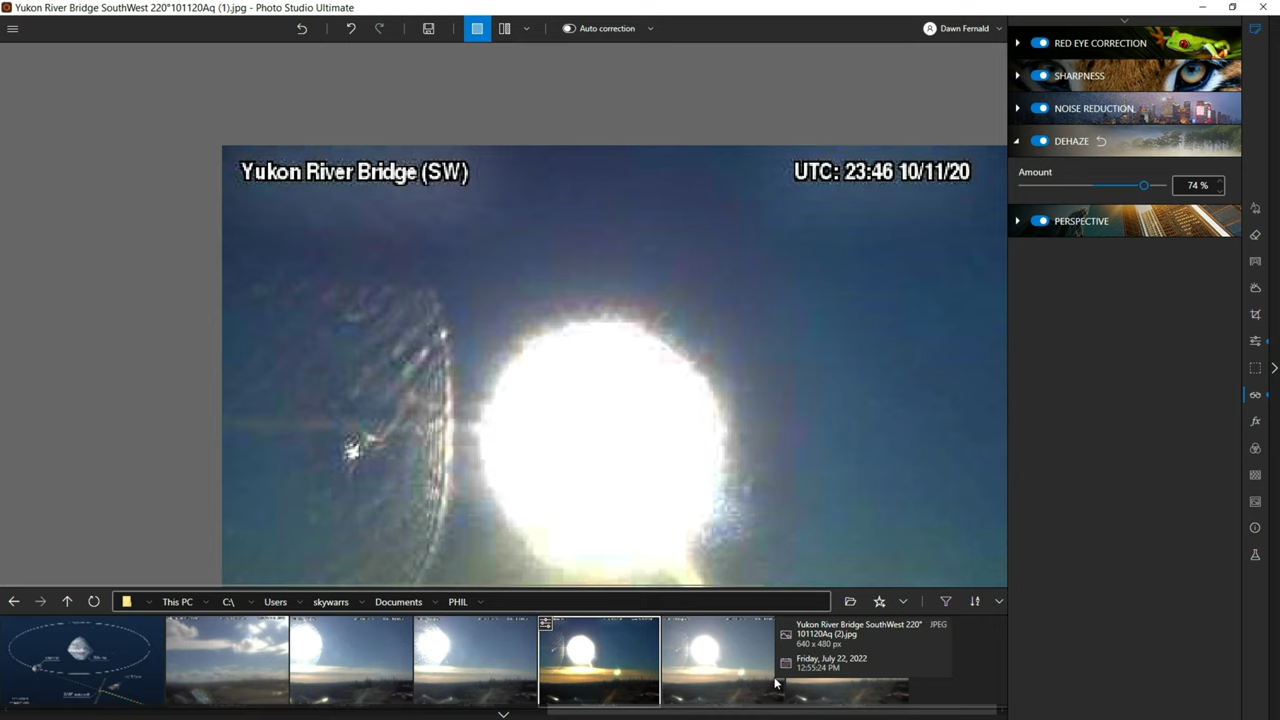 Yukon River Bridge SouthWest 220°101120Aq (1).jpg - Photo Studio Ultimate
Auto correction
Dawn Fernald
RED EYE CORRECTION
SHARPNESS
NOISE REDUCTION
DEHAZE
Amount
74 %
PERSPECTIVE
Yukon River Bridge (SW)
UTC: 23:46 10/11/20
This PC
C:\
Users
skywarrs
Documents
PHIL
Yukon River Bridge SouthWest 220°
101120Aq (2).jpg
JPEG
640 x 480 px
Friday, July 22, 2022
12:55:24 PM
fx